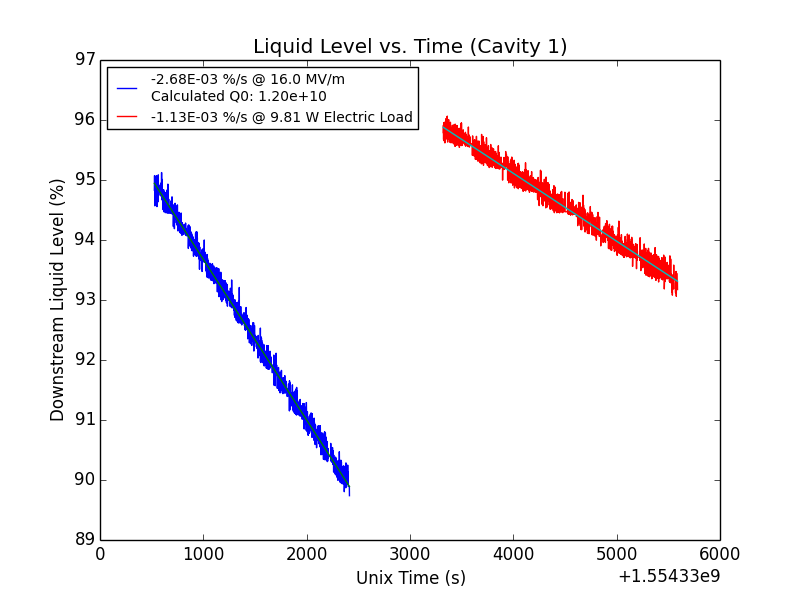 Liquid Level vs. Time (Cavity 1)
97
96
95
94
93
92
91
90
89
Downstream Liquid Level (%)
-2.68E-03 %/s @ 16.0 MV/m
Calculated Q0: 1.20e+10
-1.13E-03 %/s @ 9.81 W Electric Load
0 1000 2000 3000 4000 5000 6000
Unix Time (s)
+1.55433e9